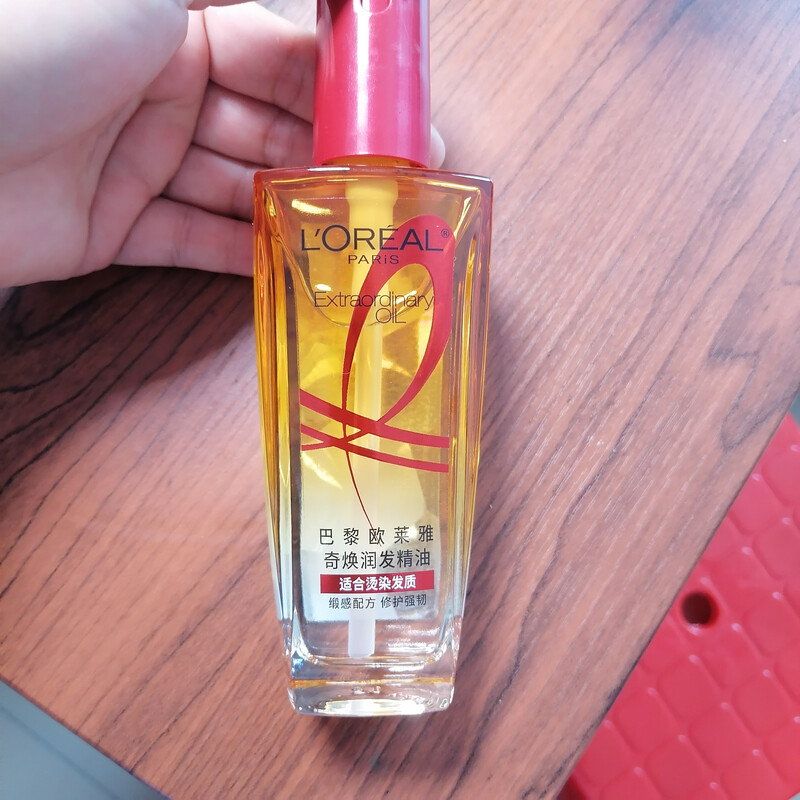 L'ORÉAL®
PARIS
Extraordinary
OIL
巴黎欧莱雅
奇焕润发精油
适合烫染发质
缎感配方 修护强韧